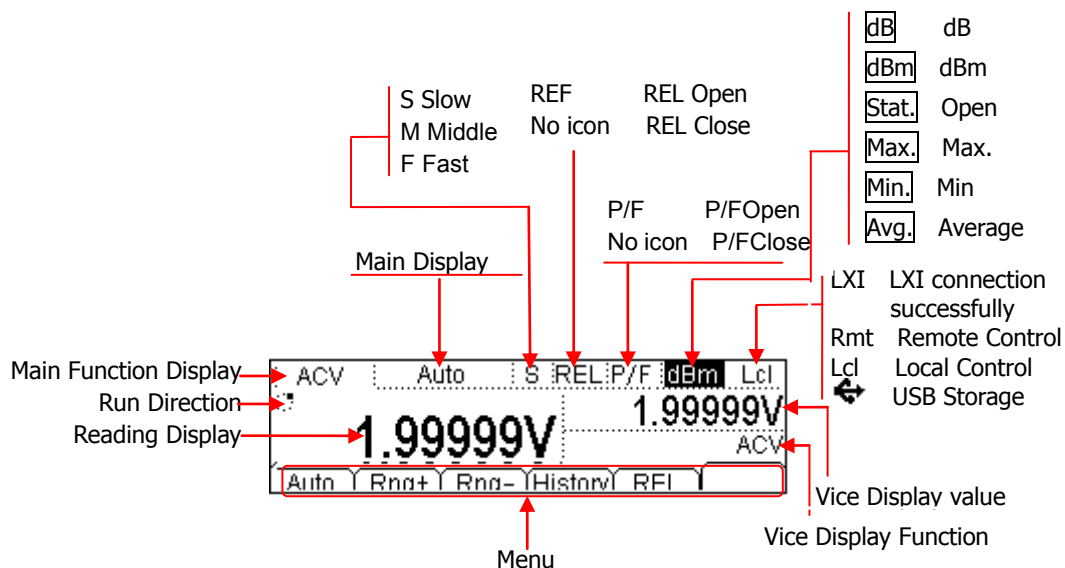 dB dB
dBm dBm
Stat. Open
Max. Max.
Min. Min
Avg. Average
S Slow
M Middle
F Fast
REF REL Open
No icon REL Close
P/F P/FOpen
No icon P/FClose
Main Display
LXI LXI connection
successfully
Rmt Remote Control
Lcl Local Control
USB Storage
Main Function Display
Run Direction
Reading Display
ACV Auto S REL P/F dBm Lcl
1.99999V
1.99999V
ACV
Auto Rng+ Rng- History REL
Vice Display value
Vice Display Function
Menu